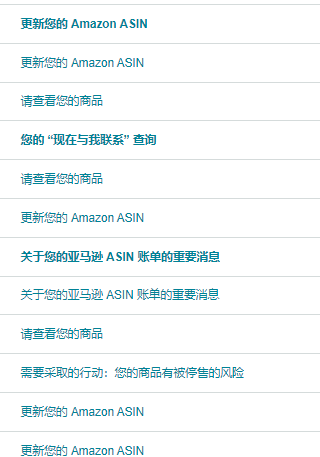 更新您的 Amazon ASIN
更新您的 Amazon ASIN
请查看您的商品
您的 “现在与我联系” 查询
请查看您的商品
更新您的 Amazon ASIN
关于您的亚马逊 ASIN 账单的重要消息
关于您的亚马逊 ASIN 账单的重要消息
请查看您的商品
需要采取的行动：您的商品有被停售的风险
更新您的 Amazon ASIN
更新您的 Amazon ASIN